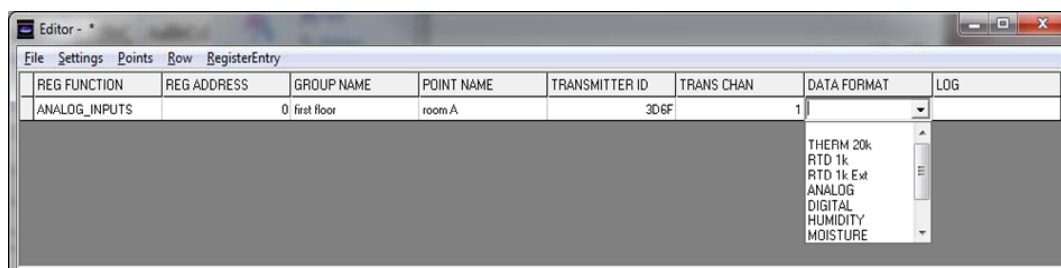 Editor - *
File Settings Points Row RegisterEntry
REG FUNCTION REG ADDRESS GROUP NAME POINT NAME TRANSMITTER ID TRANS CHAN DATA FORMAT LOG
ANALOG_INPUTS 0 first floor room A 3D6F 1
THERM 20k
RTD 1k
RTD 1k Ext
ANALOG
DIGITAL
HUMIDITY
MOISTURE